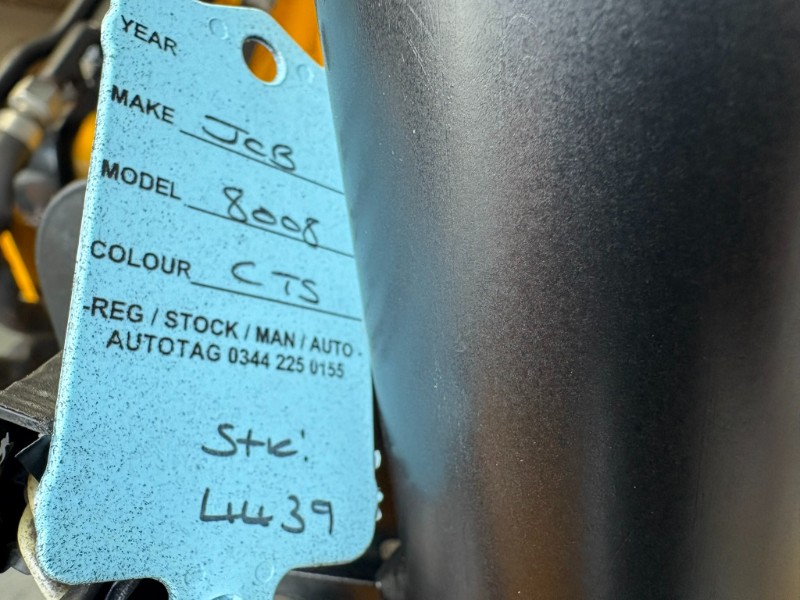 YEAR
MAKE JCB
MODEL 8008
COLOUR CTS
-REG / STOCK / MAN / AUTO-
AUTOTAG 0344 225 0155
Stk:
4439